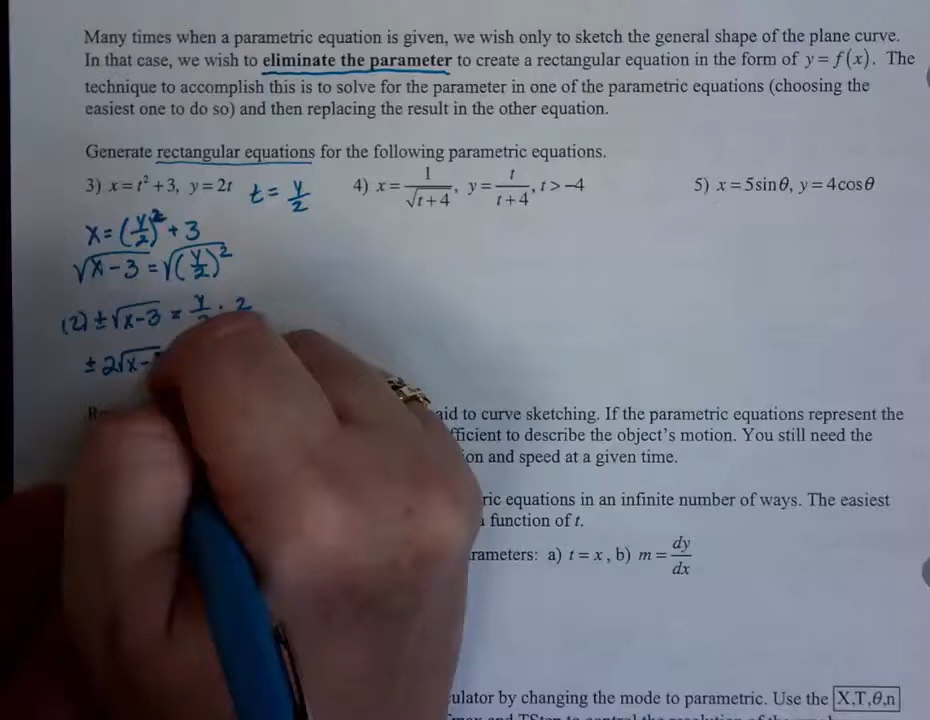 Many times when a parametric equation is given, we wish only to sketch the general shape of the plane curve.
In that case, we wish to eliminate the parameter to create a rectangular equation in the form of y = f(x). The
technique to accomplish this is to solve for the parameter in one of the parametric equations (choosing the
easiest one to do so) and then replacing the result in the other equation.
Generate rectangular equations for the following parametric equations.
3) x = t² + 3, y = 2t t = y/2 4) x = 1/√(t+4), y = t/(t+4), t > −4 5) x = 5sinθ, y = 4cosθ
x = (y/2)² + 3
√(x−3) = √(y/2)²
(2) ± √(x−3) = y/ · 2
± 2√(x−
aid to curve sketching. If the parametric equations represent the
fficient to describe the object's motion. You still need the
on and speed at a given time.
ric equations in an infinite number of ways. The easiest
function of t.
rameters: a) t = x, b) m = dy/dx
ulator by changing the mode to parametric. Use the X,T,θ,n